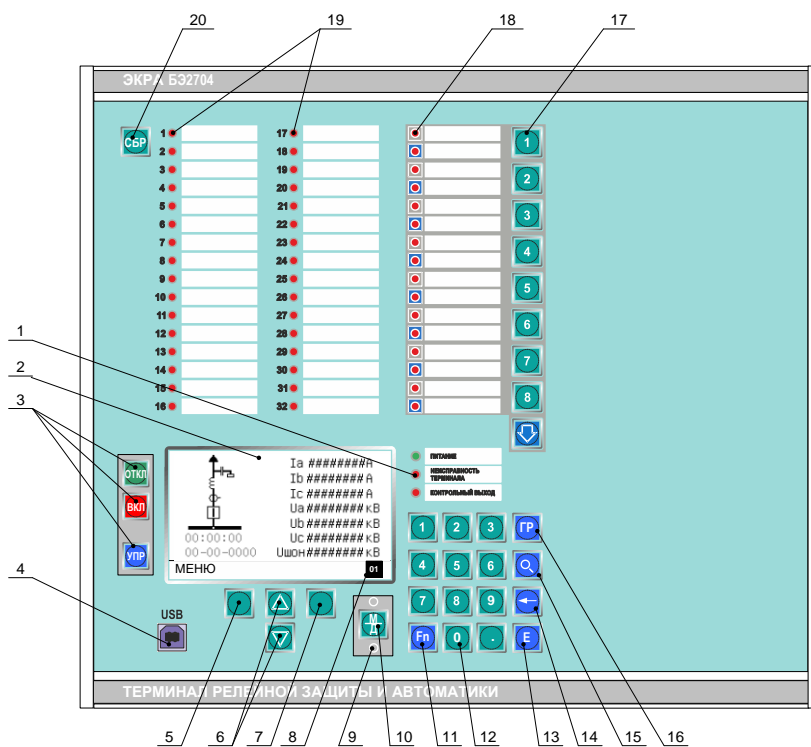 20 19 18 17
ЭКРА БЭ2704
СБР
1 17 1
2 18
3 19 2
4 20
5 21 3
6 22
7 23 4
8 24
9 25 5
10 26
11 27 6
12 28
13 29 7
14 30
15 31 8
16 32
1
2
3
ПИТАНИЕ
НЕИСПРАВНОСТЬ
ТЕРМИНАЛА
КОНТРОЛЬНЫЙ ВЫХОД
ОТКЛ
ВКЛ
УПР
Ia ######## А
Ib ######## А
Ic ######## А
Ua ######## кВ
Ub ######## кВ
Uc ######## кВ
Uшон ######## кВ
00:00:00
00-00-0000
МЕНЮ 01
1 2 3 ГР
4 5 6
7 8 9
Fn 0 . E
4
USB
М
Д
ТЕРМИНАЛ РЕЛЕЙНОЙ ЗАЩИТЫ И АВТОМАТИКИ
5 6 7 8 9 10 11 12 13 14 15 16